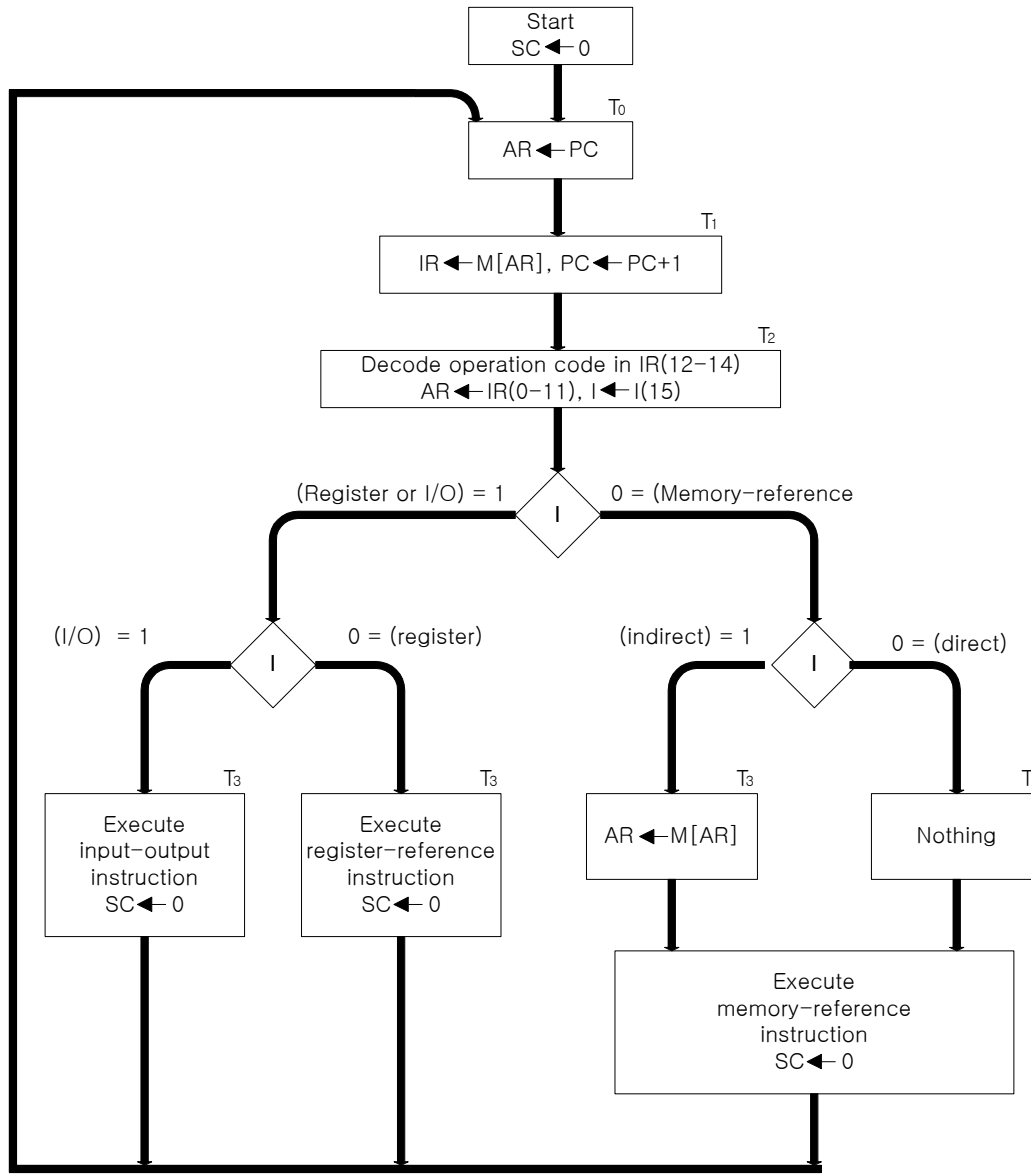 Start
SC← 0
T0
AR←PC
T1
IR←M[AR], PC←PC+1
T2
Decode operation code in IR(12-14)
AR←IR(0-11), I←I(15)
(Register or I/O) = 1
I
0 = (Memory-reference
(I/O) = 1
I
0 = (register)
(indirect) = 1
I
0 = (direct)
T3
Execute
input-output
instruction
SC← 0
T3
Execute
register-reference
instruction
SC← 0
T3
AR←M[AR]
T
Nothing
Execute
memory-reference
instruction
SC← 0